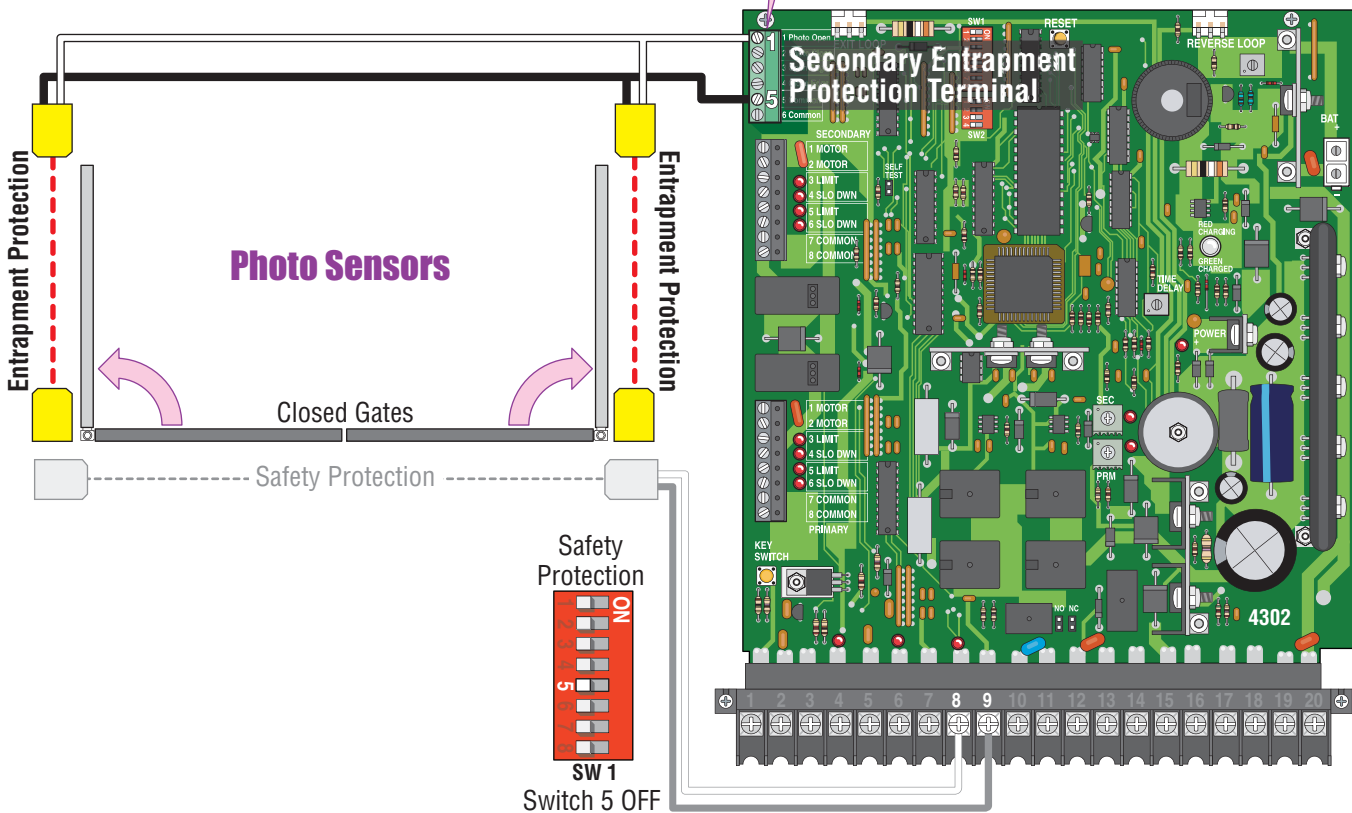 Entrapment Protection
Photo Sensors
Entrapment Protection
Closed Gates
Safety Protection
Safety
Protection
ON
1
2
3
4
5
6
7
8
SW 1
Switch 5 OFF
1 Photo Open
1
5
6 Common
Secondary Entrapment
Protection Terminal
SW1
ON
RESET
REVERSE LOOP
EXIT LOOP
SW2
BAT
+
-
SECONDARY
1 MOTOR
2 MOTOR
3 LIMIT
4 SLO DWN
5 LIMIT
6 SLO DWN
7 COMMON
8 COMMON
SELF
TEST
RED
CHARGING
GREEN
CHARGED
TIME
DELAY
POWER
+
1 MOTOR
2 MOTOR
3 LIMIT
4 SLO DWN
5 LIMIT
6 SLO DWN
7 COMMON
8 COMMON
PRIMARY
SEC
PRM
KEY
SWITCH
NO NC
4302
1 2 3 4 5 6 7 8 9 10 11 12 13 14 15 16 17 18 19 20